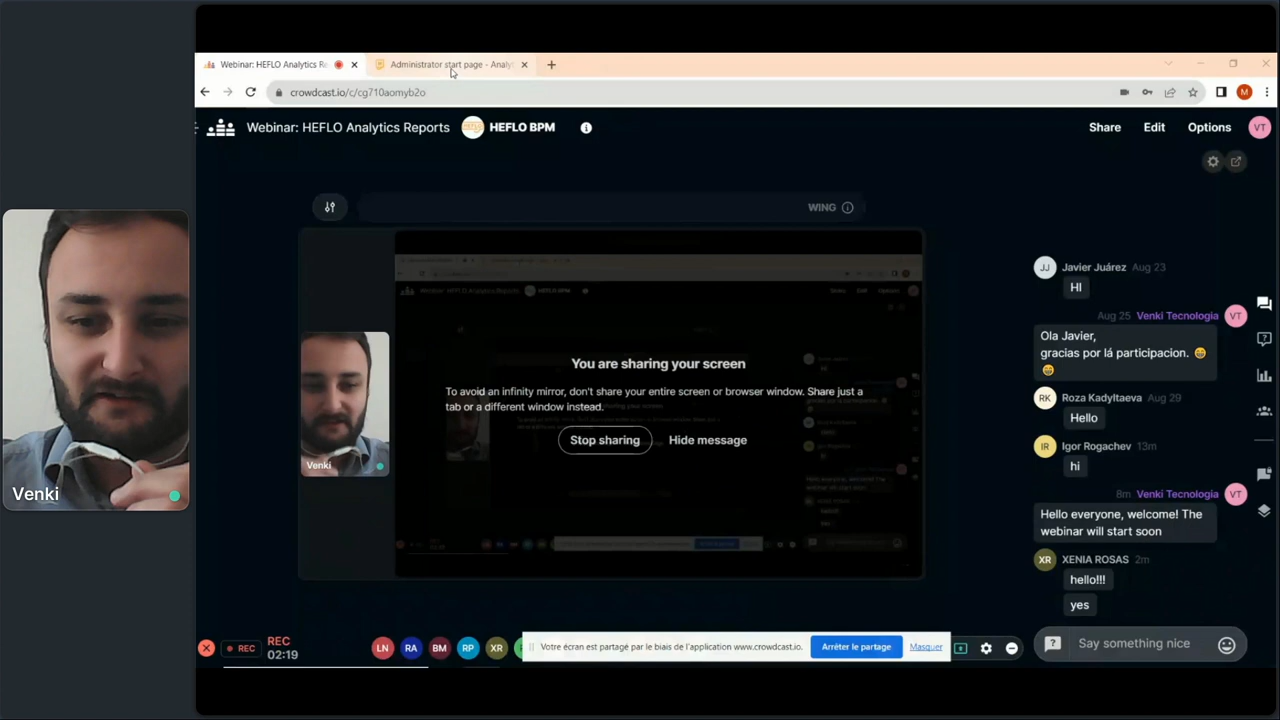 Webinar: HEFLO Analytics Re
Administrator start page - Analyt
crowdcast.io/c/cg710aomyb2o
M
Webinar: HEFLO Analytics Reports
HEFLO BPM
Share
Edit
Options
VT
WING
You are sharing your screen
To avoid an infinity mirror, don't share your entire screen or browser window. Share just a
tab or a different window instead.
Stop sharing
Hide message
Venki
Venki
JJ
Javier Juárez Aug 23
HI
Aug 25 Venki Tecnologia
VT
Ola Javier,
gracias por lá participacion. 😄
😄
RK
Roza Kadyltaeva Aug 29
Hello
IR
Igor Rogachev 13m
hi
8m Venki Tecnologia
VT
Hello everyone, welcome! The
webinar will start soon
XR
XENIA ROSAS 2m
hello!!!
yes
Say something nice
REC
REC
02:19
LN
RA
BM
RP
XR
Votre écran est partagé par le biais de l'application www.crowdcast.io.
Arrêter le partage
Masquer